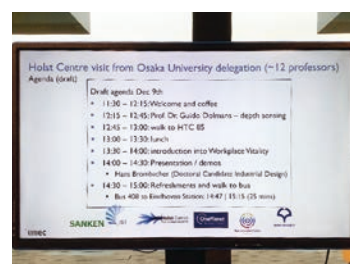 Holst Centre visit from Osaka University delegation (~12 professors)
Agenda (draft)
Draft agenda Dec 9th
• 11:30 – 12:15: Welcome and coffee
• 12:15 – 12:45: Prof. Dr. Guido Dolmans – depth sensing
• 12:45 – 13:00: walk to HTC 85
• 13:00 – 13:30: lunch
• 13:30 – 14:00: introduction into Workplace Vitality
• 14:00 – 14:30: Presentation / demos
• Hans Brombacher (Doctoral Candidate Industrial Design)
• 14:30 – 15:00: Refreshments and walk to bus
• Bus 408 to Eindhoven Station: 14:47 | 15:15 (25 mins)
SANKEN
OnePlanet
imec